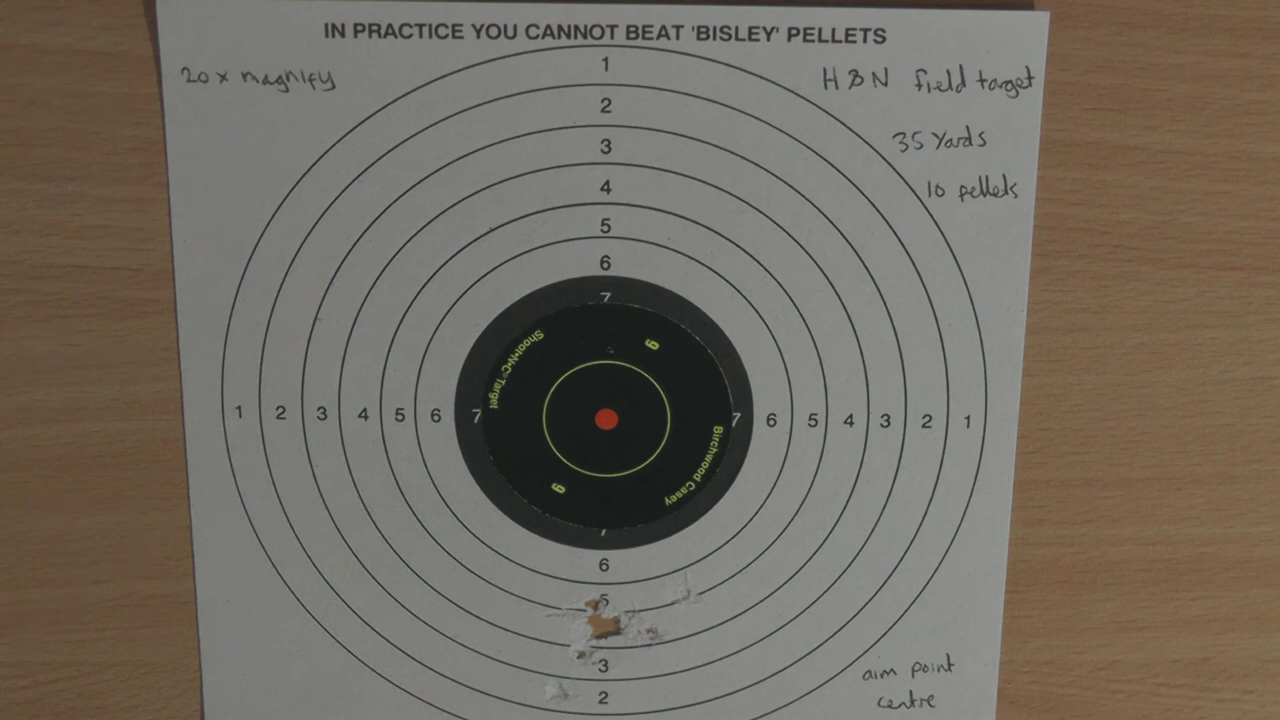 IN PRACTICE YOU CANNOT BEAT 'BISLEY' PELLETS
20 x magnify
H&N field target
35 Yards
10 pellets
1
2
3
4
5
6
7
Shoot•N•C® Target
9
1 2 3 4 5 6 7 7 6 5 4 3 2 1
Birchwood Casey
9
7
6
5
3
2
aim point
centre